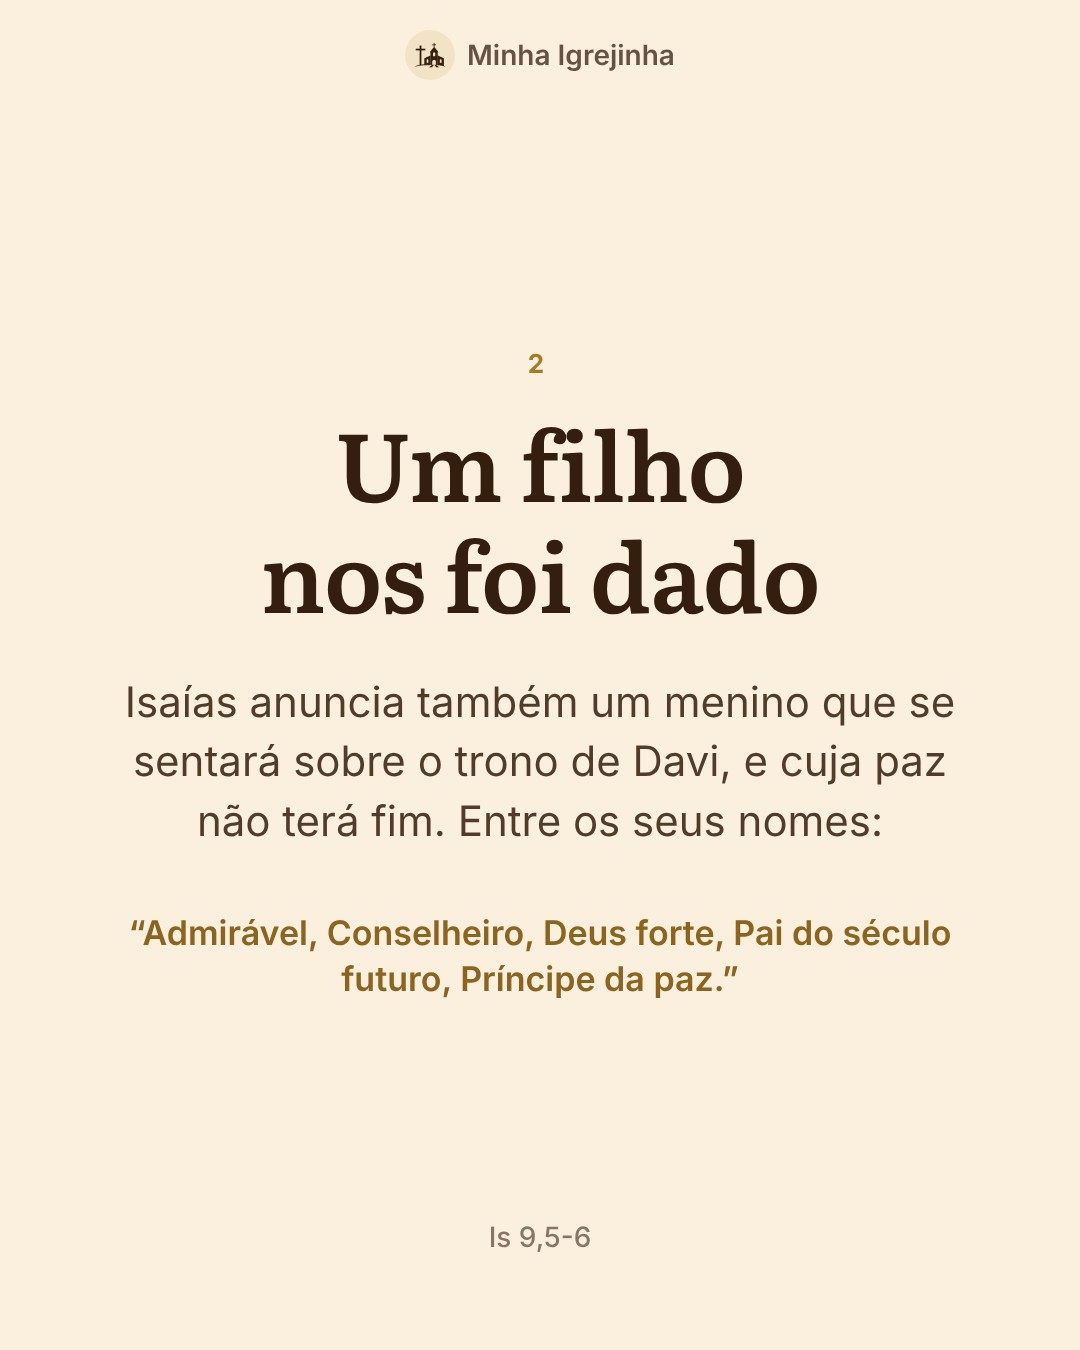 Minha Igrejinha
2
Um filho
nos foi dado
Isaías anuncia também um menino que se
sentará sobre o trono de Davi, e cuja paz
não terá fim. Entre os seus nomes:
“Admirável, Conselheiro, Deus forte, Pai do século
futuro, Príncipe da paz.”
Is 9,5-6